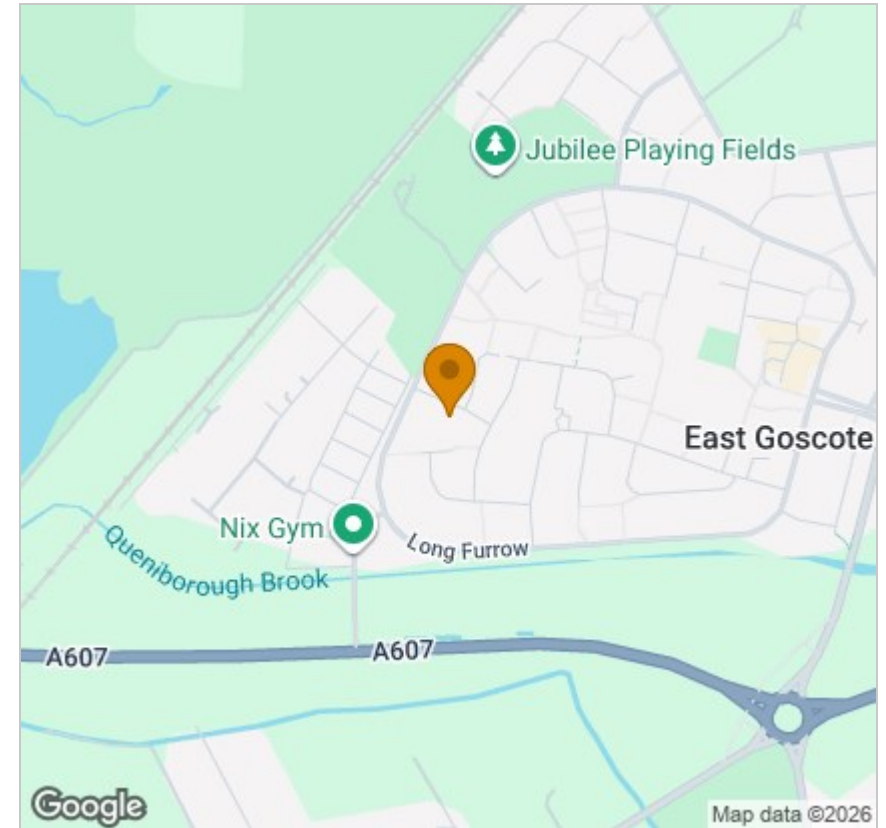 Jubilee Playing Fields
East Goscote
Nix Gym
Long Furrow
Queniborough Brook
A607
A607
Google
Map data ©2026